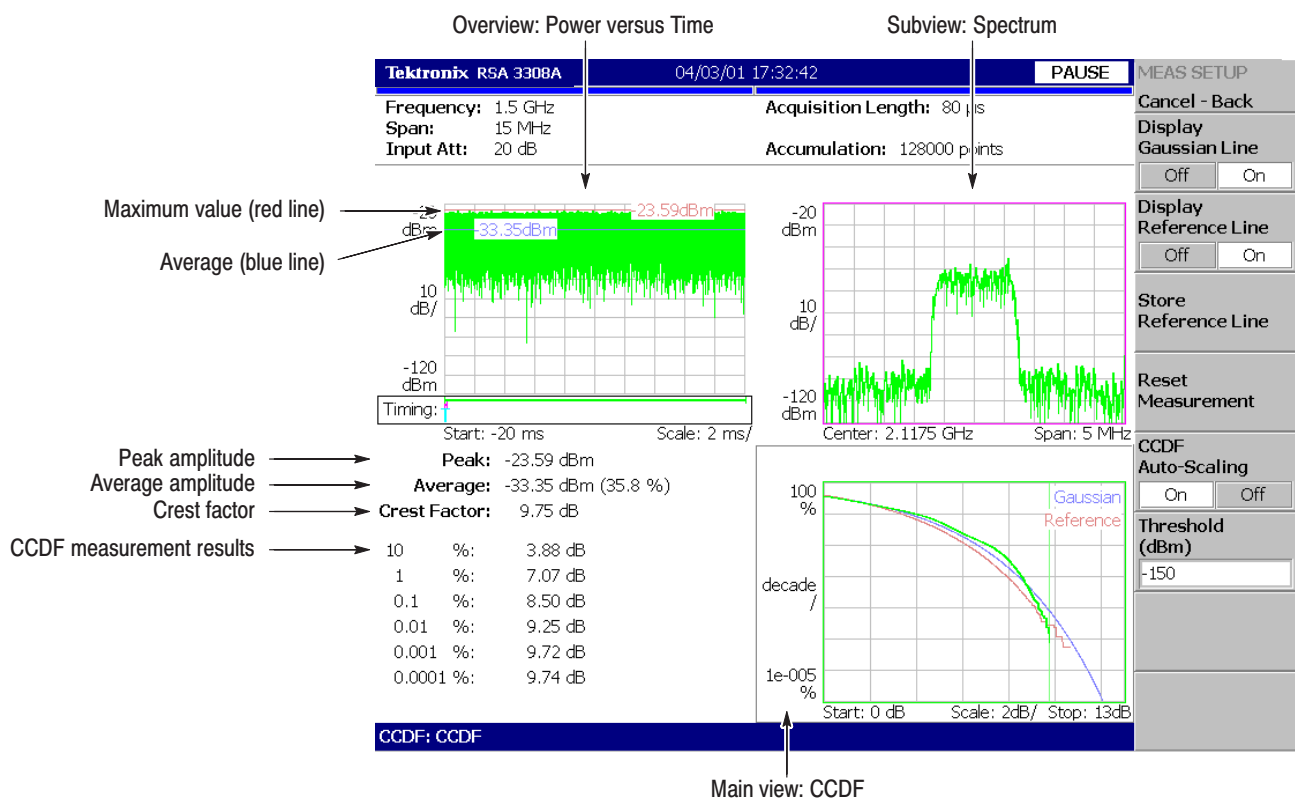 Overview: Power versus Time
Subview: Spectrum
Tektronix RSA 3308A 04/03/01 17:32:42 PAUSE
Frequency: 1.5 GHz
Span: 15 MHz
Input Att: 20 dB
Acquisition Length: 80 µs
Accumulation: 128000 points
MEAS SETUP
Cancel - Back
Display
Gaussian Line
Off On
Display
Reference Line
Off On
Store
Reference Line
Reset
Measurement
CCDF
Auto-Scaling
On Off
Threshold
(dBm)
-150
Maximum value (red line)
Average (blue line)
dBm
-23.59dBm
-33.35dBm
10
dB/
-120
dBm
Timing:
Start: -20 ms Scale: 2 ms/
-20
dBm
10
dB/
-120
dBm
Center: 2.1175 GHz Span: 5 MHz
Peak amplitude
Average amplitude
Crest factor
CCDF measurement results
Peak: -23.59 dBm
Average: -33.35 dBm (35.8 %)
Crest Factor: 9.75 dB
10 %: 3.88 dB
1 %: 7.07 dB
0.1 %: 8.50 dB
0.01 %: 9.25 dB
0.001 %: 9.72 dB
0.0001 %: 9.74 dB
100
%
Gaussian
Reference
decade
/
1e-005
%
Start: 0 dB Scale: 2dB/ Stop: 13dB
CCDF: CCDF
Main view: CCDF